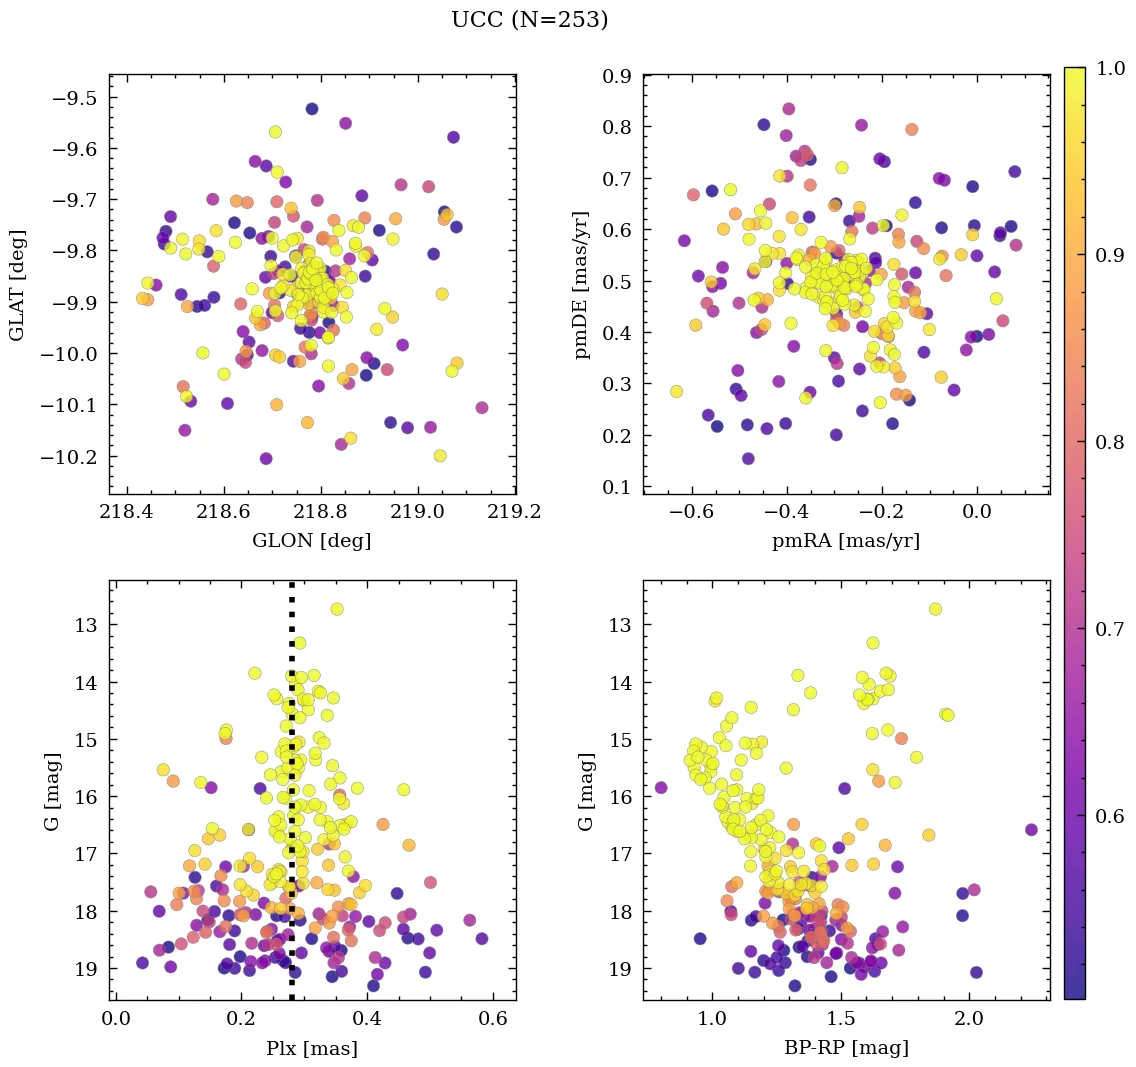 UCC (N=253)
−9.5
−9.6
−9.7
−9.8
−9.9
−10.0
−10.1
−10.2
GLAT [deg]
218.4 218.6 218.8 219.0 219.2
GLON [deg]
0.9
0.8
0.7
0.6
0.5
0.4
0.3
0.2
0.1
pmDE [mas/yr]
−0.6 −0.4 −0.2 0.0
pmRA [mas/yr]
13
14
15
16
17
18
19
G [mag]
0.0 0.2 0.4 0.6
Plx [mas]
13
14
15
16
17
18
19
G [mag]
1.0 1.5 2.0
BP-RP [mag]
1.0
0.9
0.8
0.7
0.6